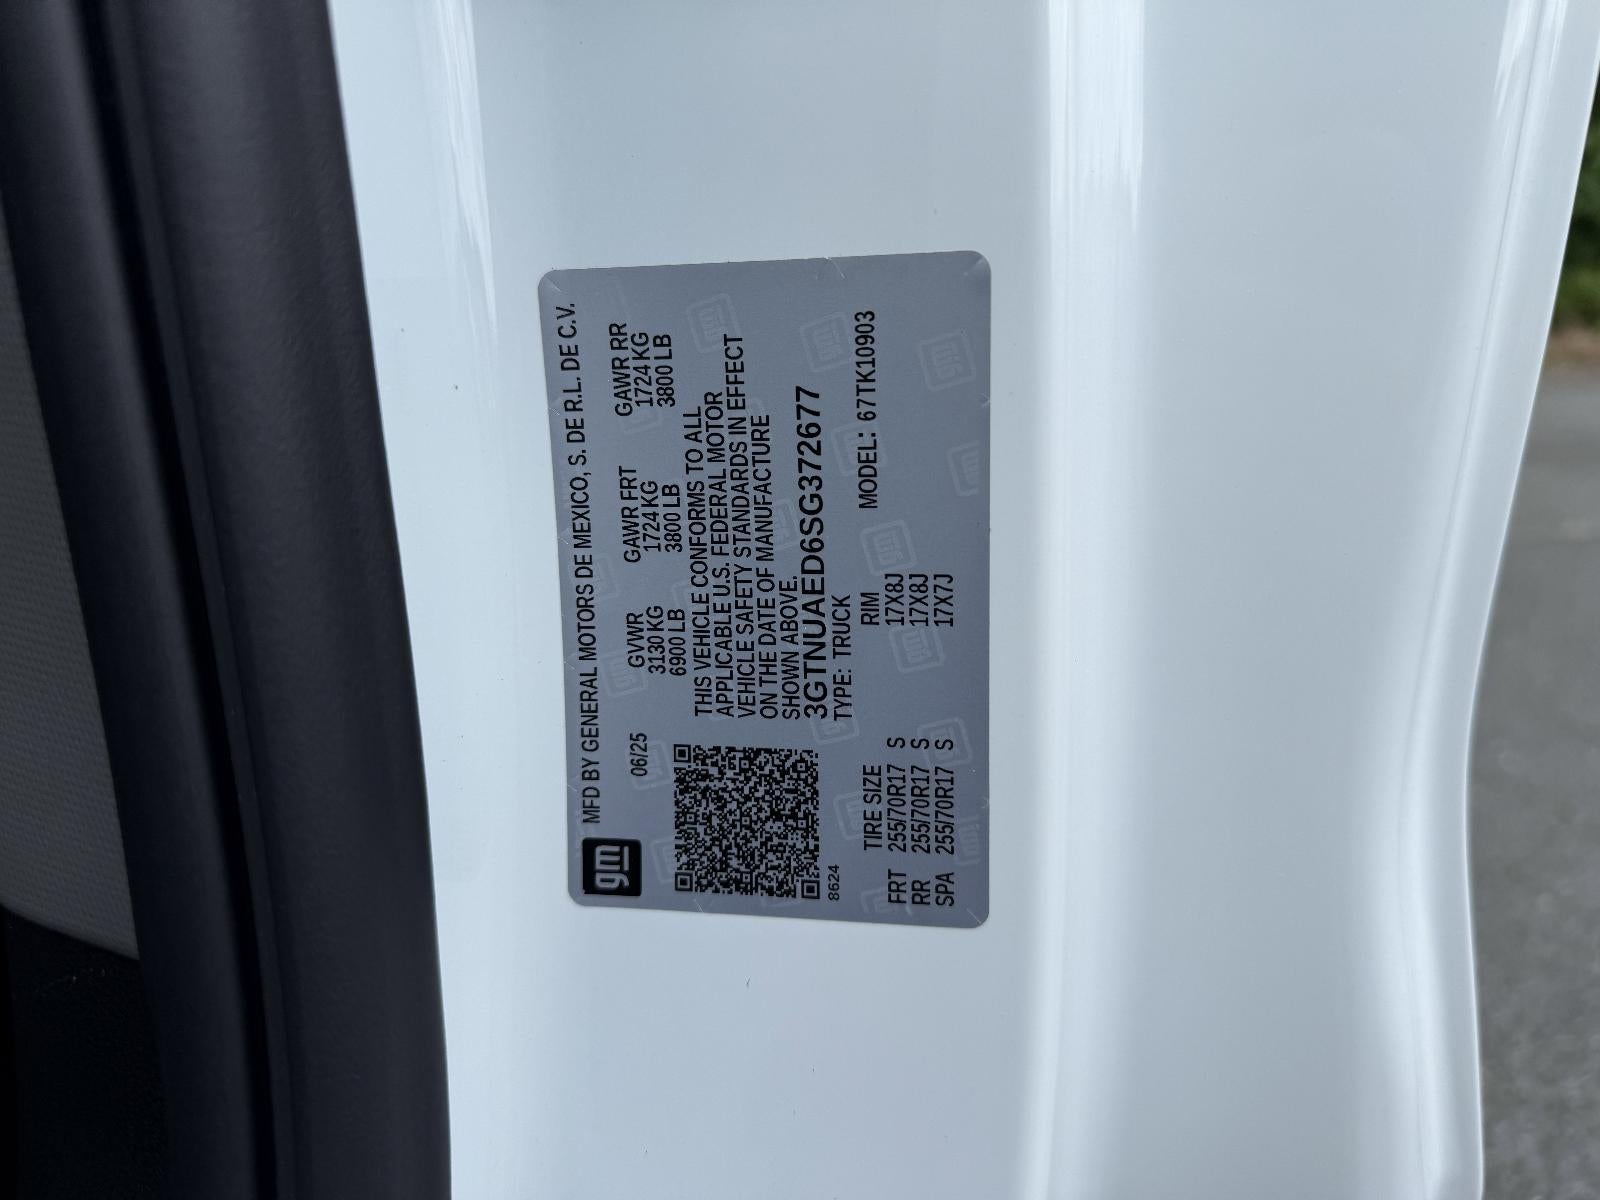 gm
MFD BY GENERAL MOTORS DE MEXICO, S. DE R.L. DE C.V.
06/25
GVWR GAWR FRT GAWR RR
3130 KG 1724 KG 1724 KG
6900 LB 3800 LB 3800 LB
THIS VEHICLE CONFORMS TO ALL
APPLICABLE U.S. FEDERAL MOTOR
VEHICLE SAFETY STANDARDS IN EFFECT
ON THE DATE OF MANUFACTURE
SHOWN ABOVE.
3GTNUAED6SG372677
TYPE: TRUCK MODEL: 67TK10903
8624
TIRE SIZE RIM
FRT 255/70R17 S 17X8J
RR 255/70R17 S 17X8J
SPA 255/70R17 S 17X7J